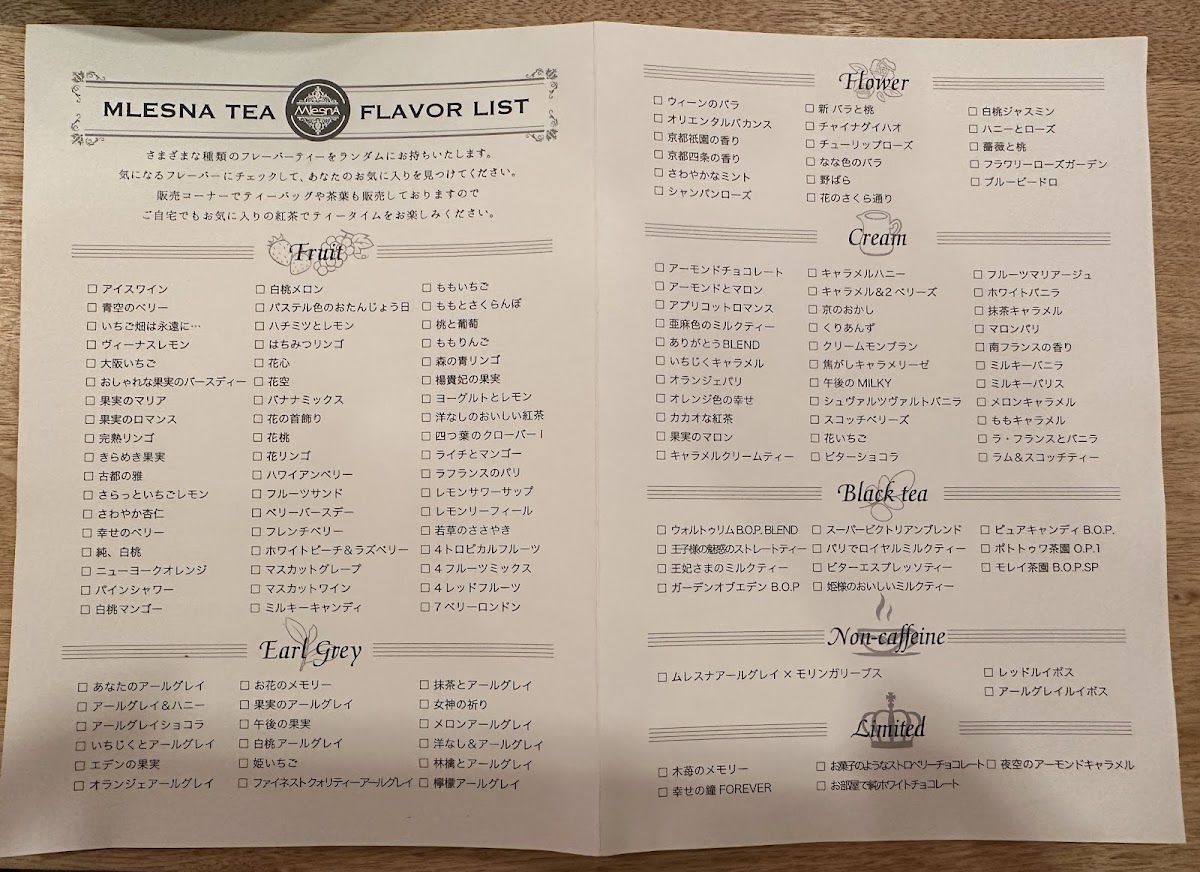 MLESNA TEA MlesnA FLAVOR LIST
さまざまな種類のフレーバーティーをランダムにお持ちいたします。
気になるフレーバーにチェックして、あなたのお気に入りを見つけてください。
販売コーナーでティーバッグや茶葉も販売しておりますので
ご自宅でもお気に入りの紅茶でティータイムをお楽しみください。
Fruit
□ アイスワイン □ 白桃メロン □ ももいちご
□ 青空のベリー □ パステル色のおたんじょう日 □ ももとさくらんぼ
□ いちご畑は永遠に… □ ハチミツとレモン □ 桃と葡萄
□ ヴィーナスレモン □ はちみつリンゴ □ ももりんご
□ 大阪いちご □ 花心 □ 森の青リンゴ
□ おしゃれな果実のバースディー □ 花空 □ 楊貴妃の果実
□ 果実のマリア □ バナナミックス □ ヨーグルトとレモン
□ 果実のロマンス □ 花の首飾り □ 洋なしのおいしい紅茶
□ 完熟リンゴ □ 花桃 □ 四つ葉のクローバー！
□ きらめき果実 □ 花リンゴ □ ライチとマンゴー
□ 古都の雅 □ ハワイアンベリー □ ラフランスのパリ
□ さらっといちごレモン □ フルーツサンド □ レモンサワーサップ
□ さわやか杏仁 □ ベリーバースデー □ レモンリーフィール
□ 幸せのベリー □ フレンチベリー □ 若草のささやき
□ 純、白桃 □ ホワイトピーチ＆ラズベリー □ 4トロピカルフルーツ
□ ニューヨークオレンジ □ マスカットグレープ □ 4フルーツミックス
□ パインシャワー □ マスカットワイン □ 4レッドフルーツ
□ 白桃マンゴー □ ミルキーキャンディ □ 7ベリーロンドン
Earl Grey
□ あなたのアールグレイ □ お花のメモリー □ 抹茶とアールグレイ
□ アールグレイ＆ハニー □ 果実のアールグレイ □ 女神の祈り
□ アールグレイショコラ □ 午後の果実 □ メロンアールグレイ
□ いちじくとアールグレイ □ 白桃アールグレイ □ 洋なし＆アールグレイ
□ エデンの果実 □ 姫いちご □ 林檎とアールグレイ
□ オランジェアールグレイ □ ファイネストクォリティーアールグレイ □ 檸檬アールグレイ
Flower
□ ウィーンのバラ □ 新 バラと桃 □ 白桃ジャスミン
□ オリエンタルバカンス □ チャイナグイハオ □ ハニーとローズ
□ 京都祇園の香り □ チューリップローズ □ 薔薇と桃
□ 京都四条の香り □ なな色のバラ □ フラワリーローズガーデン
□ さわやかなミント □ 野ばら □ ブルービードロ
□ シャンパンローズ □ 花のさくら通り
Cream
□ アーモンドチョコレート □ キャラメルハニー □ フルーツマリアージュ
□ アーモンドとマロン □ キャラメル＆2ベリーズ □ ホワイトバニラ
□ アプリコットロマンス □ 京のおかし □ 抹茶キャラメル
□ 亜麻色のミルクティー □ くりあんず □ マロンパリ
□ ありがとうBLEND □ クリームモンブラン □ 南フランスの香り
□ いちじくキャラメル □ 焦がしキャラメリーゼ □ ミルキーバニラ
□ オランジェパリ □ 午後のMILKY □ ミルキーパリス
□ オレンジ色の幸せ □ シュヴァルツヴァルトバニラ □ メロンキャラメル
□ カカオな紅茶 □ スコッチベリーズ □ ももキャラメル
□ 果実のマロン □ 花いちご □ ラ・フランスとバニラ
□ キャラメルクリームティー □ ビターショコラ □ ラム＆スコッチティー
Black tea
□ ウォルトゥリム B.O.P. BLEND □ スーパービクトリアンブレンド □ ピュアキャンディ B.O.P.
□ 王子様の魅惑のストレートティー □ パリでロイヤルミルクティー □ ポトトゥワ茶園 O.P.1
□ 王妃さまのミルクティー □ ビターエスプレッソティー □ モレイ茶園 B.O.P.SP
□ ガーデンオブエデン B.O.P □ 姫様のおいしいミルクティー
Non-caffeine
□ ムレスナアールグレイ × モリンガリーブス □ レッドルイボス
□ アールグレイルイボス
Limited
□ 木苺のメモリー □ お菓子のようなストロベリーチョコレート □ 夜空のアーモンドキャラメル
□ 幸せの鐘 FOREVER □ お部屋で純ホワイトチョコレート